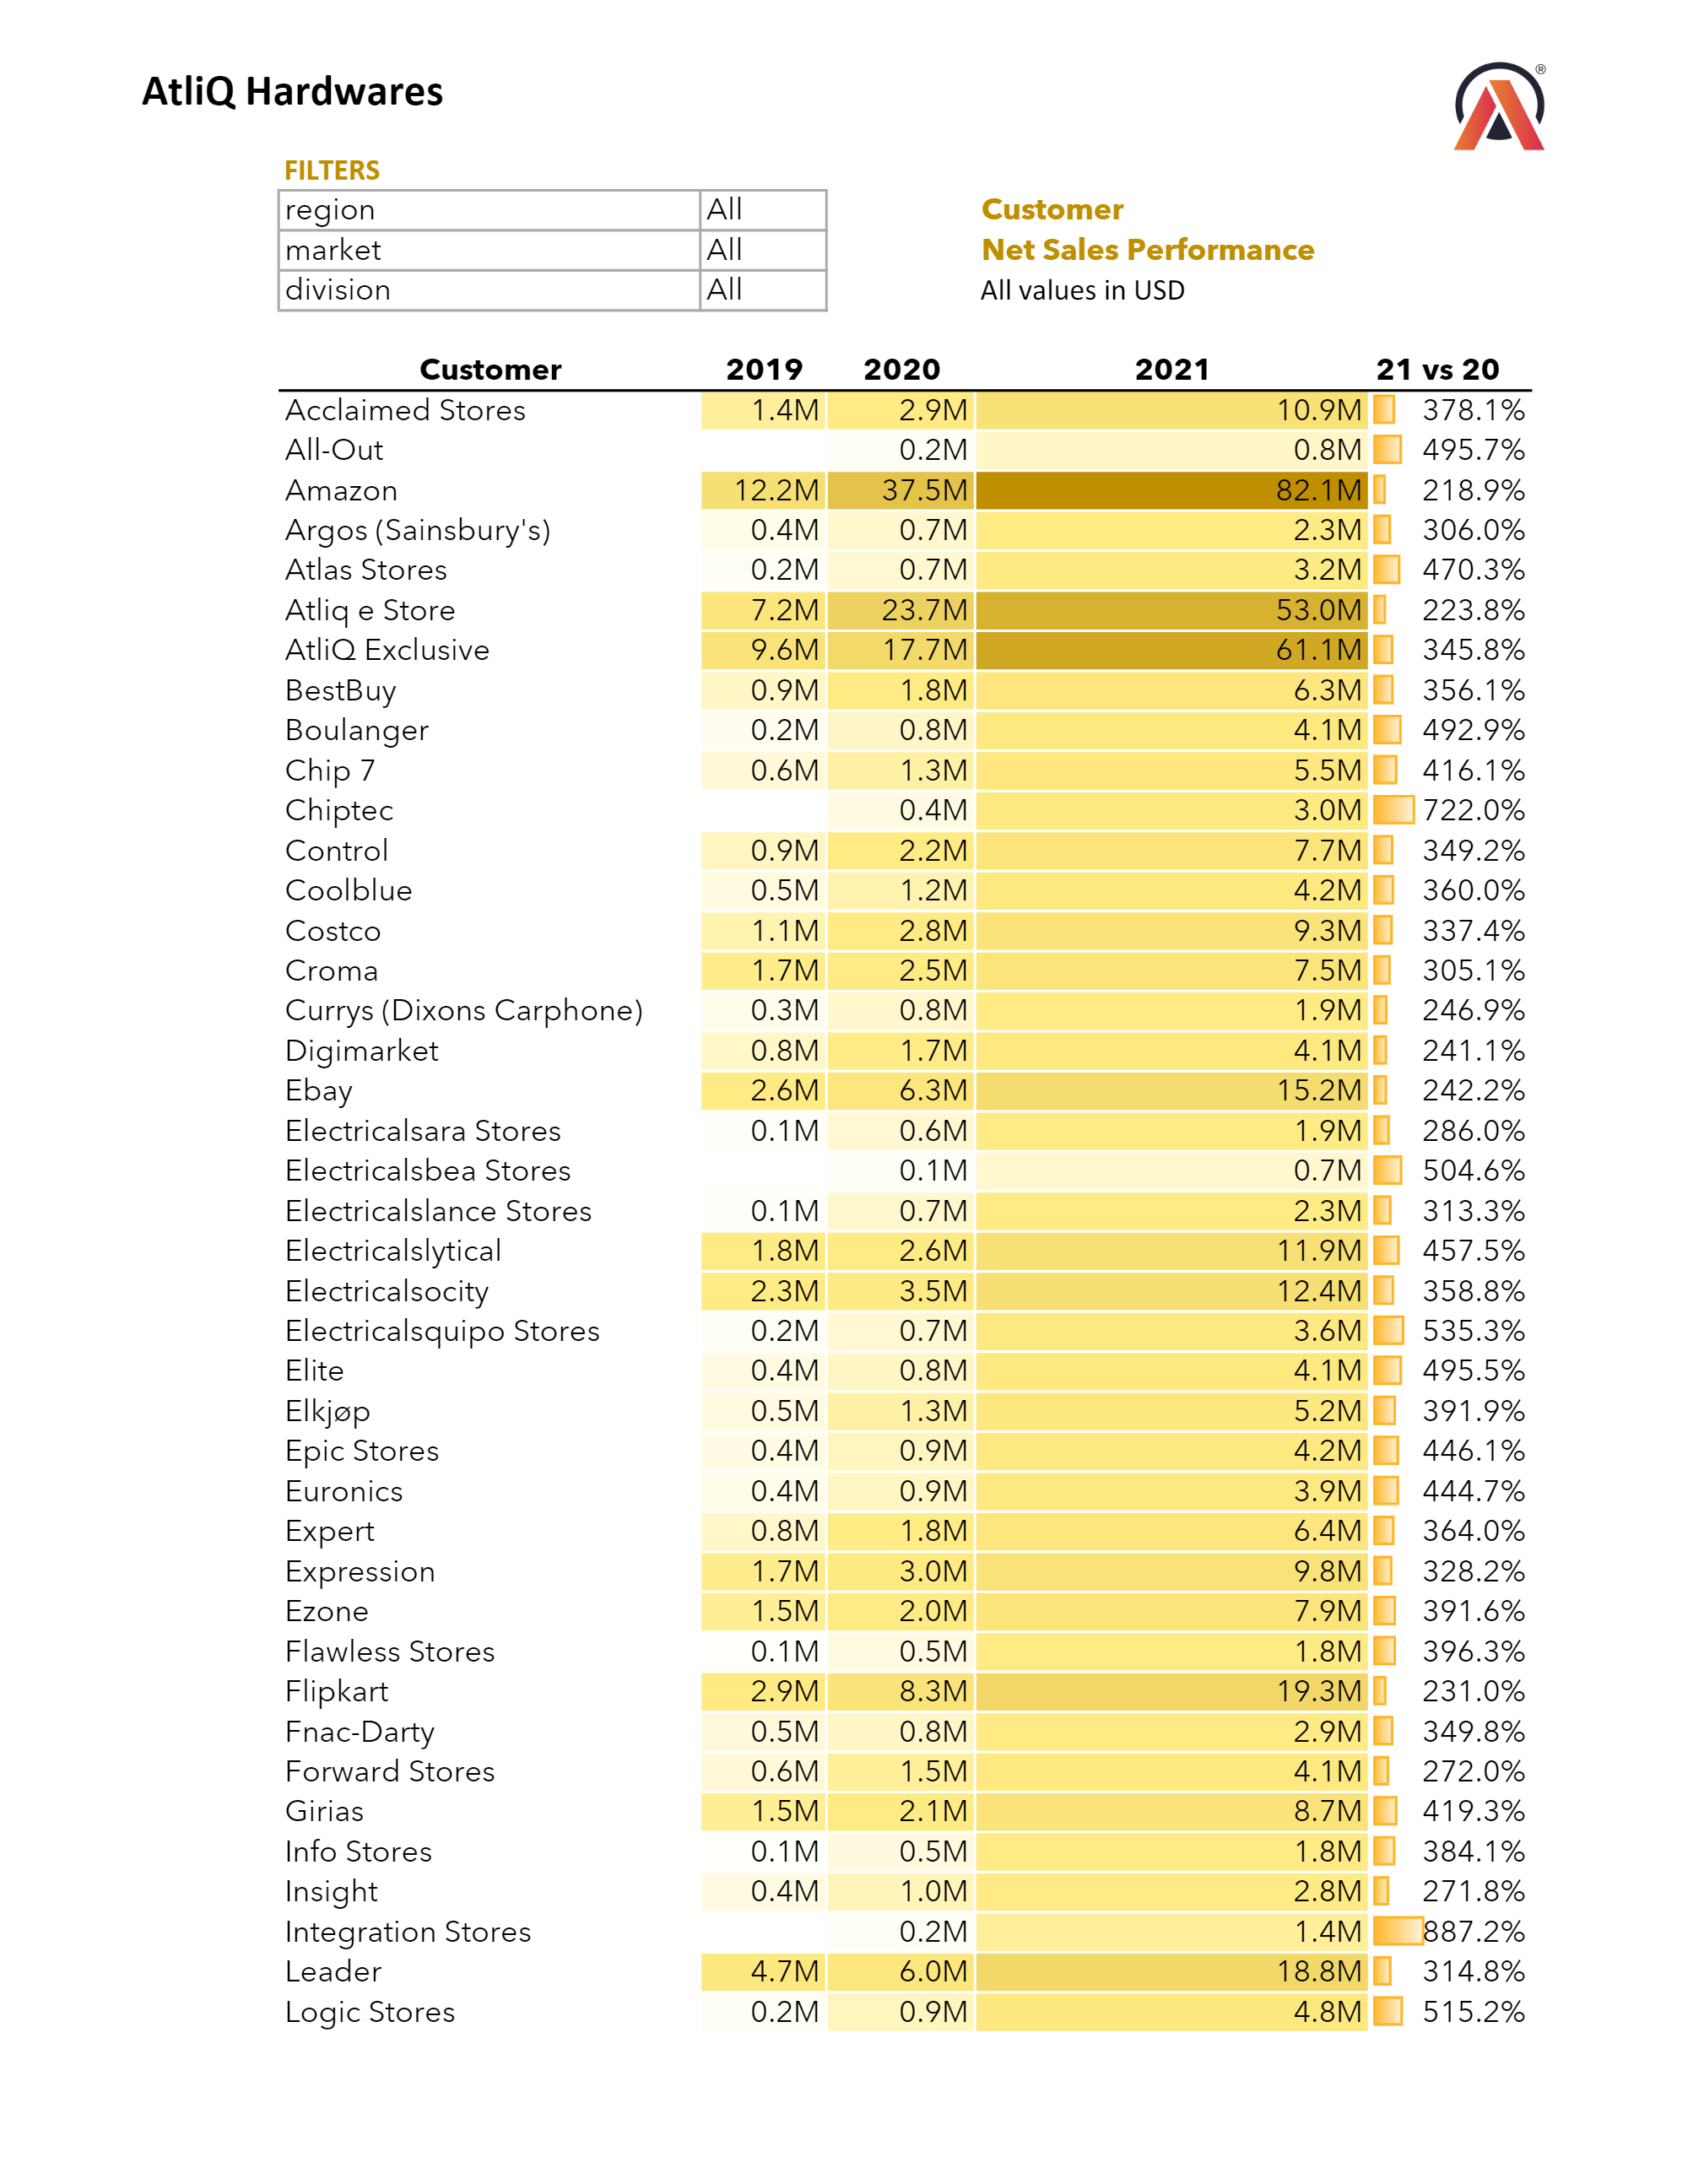 AtliQ Hardwares
®
FILTERS
region All
market All
division All
Customer
Net Sales Performance
All values in USD
Customer 2019 2020 2021 21 vs 20
Acclaimed Stores 1.4M 2.9M 10.9M 378.1%
All-Out 0.2M 0.8M 495.7%
Amazon 12.2M 37.5M 82.1M 218.9%
Argos (Sainsbury's) 0.4M 0.7M 2.3M 306.0%
Atlas Stores 0.2M 0.7M 3.2M 470.3%
Atliq e Store 7.2M 23.7M 53.0M 223.8%
AtliQ Exclusive 9.6M 17.7M 61.1M 345.8%
BestBuy 0.9M 1.8M 6.3M 356.1%
Boulanger 0.2M 0.8M 4.1M 492.9%
Chip 7 0.6M 1.3M 5.5M 416.1%
Chiptec 0.4M 3.0M 722.0%
Control 0.9M 2.2M 7.7M 349.2%
Coolblue 0.5M 1.2M 4.2M 360.0%
Costco 1.1M 2.8M 9.3M 337.4%
Croma 1.7M 2.5M 7.5M 305.1%
Currys (Dixons Carphone) 0.3M 0.8M 1.9M 246.9%
Digimarket 0.8M 1.7M 4.1M 241.1%
Ebay 2.6M 6.3M 15.2M 242.2%
Electricalsara Stores 0.1M 0.6M 1.9M 286.0%
Electricalsbea Stores 0.1M 0.7M 504.6%
Electricalslance Stores 0.1M 0.7M 2.3M 313.3%
Electricalslytical 1.8M 2.6M 11.9M 457.5%
Electricalsocity 2.3M 3.5M 12.4M 358.8%
Electricalsquipo Stores 0.2M 0.7M 3.6M 535.3%
Elite 0.4M 0.8M 4.1M 495.5%
Elkjøp 0.5M 1.3M 5.2M 391.9%
Epic Stores 0.4M 0.9M 4.2M 446.1%
Euronics 0.4M 0.9M 3.9M 444.7%
Expert 0.8M 1.8M 6.4M 364.0%
Expression 1.7M 3.0M 9.8M 328.2%
Ezone 1.5M 2.0M 7.9M 391.6%
Flawless Stores 0.1M 0.5M 1.8M 396.3%
Flipkart 2.9M 8.3M 19.3M 231.0%
Fnac-Darty 0.5M 0.8M 2.9M 349.8%
Forward Stores 0.6M 1.5M 4.1M 272.0%
Girias 1.5M 2.1M 8.7M 419.3%
Info Stores 0.1M 0.5M 1.8M 384.1%
Insight 0.4M 1.0M 2.8M 271.8%
Integration Stores 0.2M 1.4M 887.2%
Leader 4.7M 6.0M 18.8M 314.8%
Logic Stores 0.2M 0.9M 4.8M 515.2%